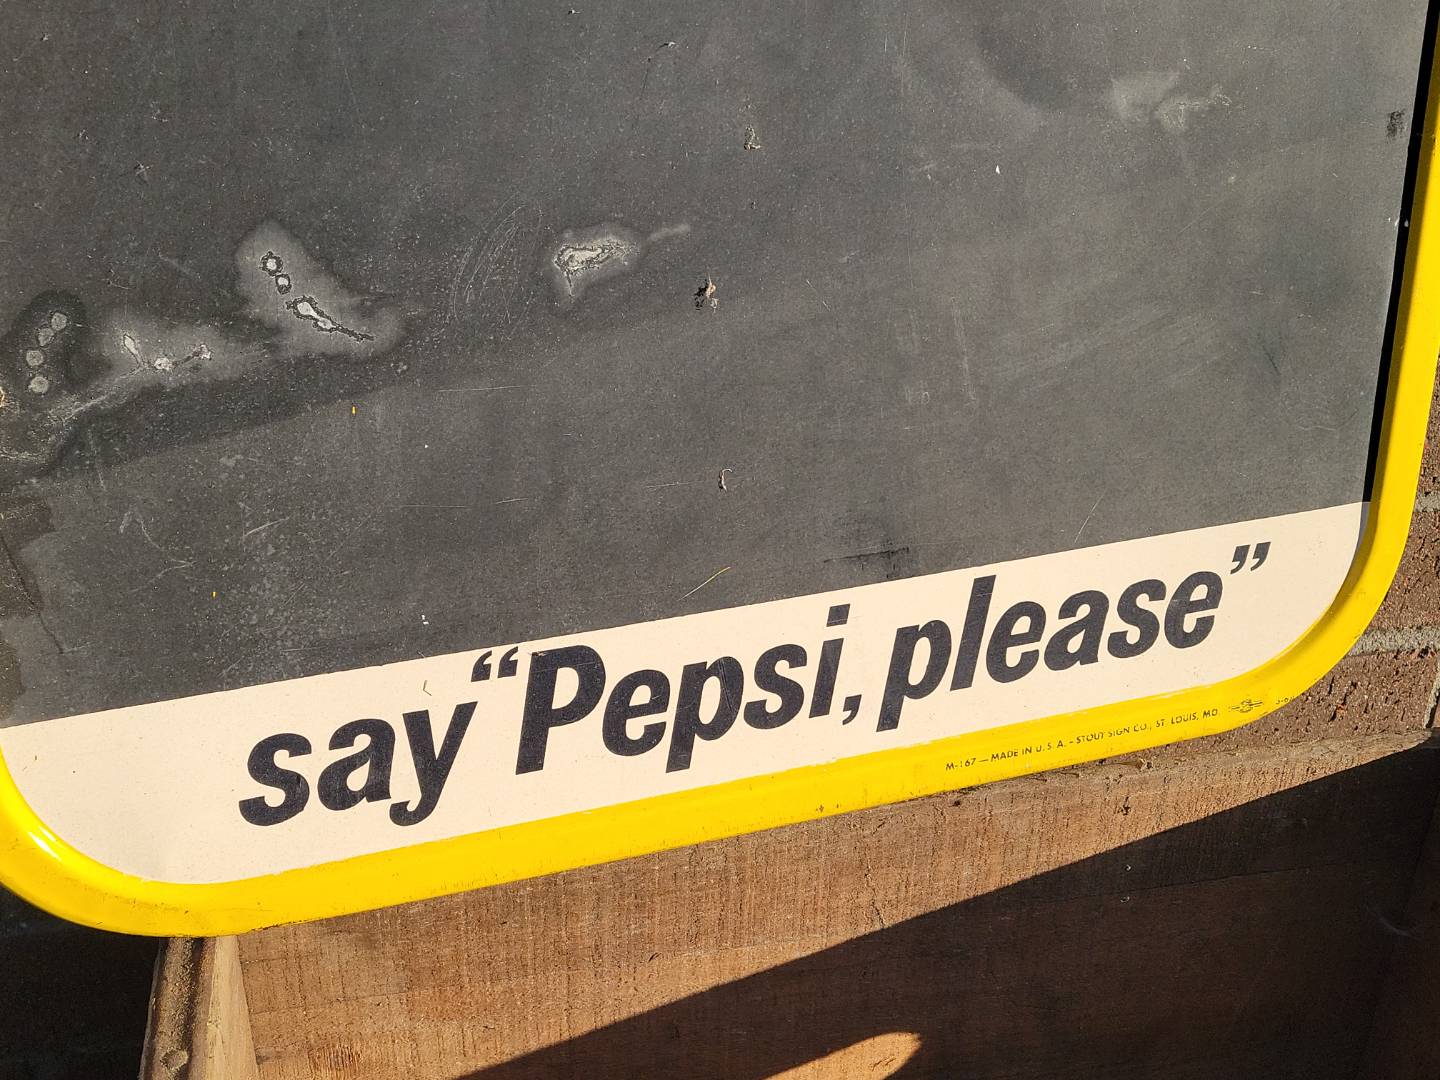 say “Pepsi, please”
M-167 — MADE IN U.S.A. - STOUT SIGN CO., ST. LOUIS, MO.